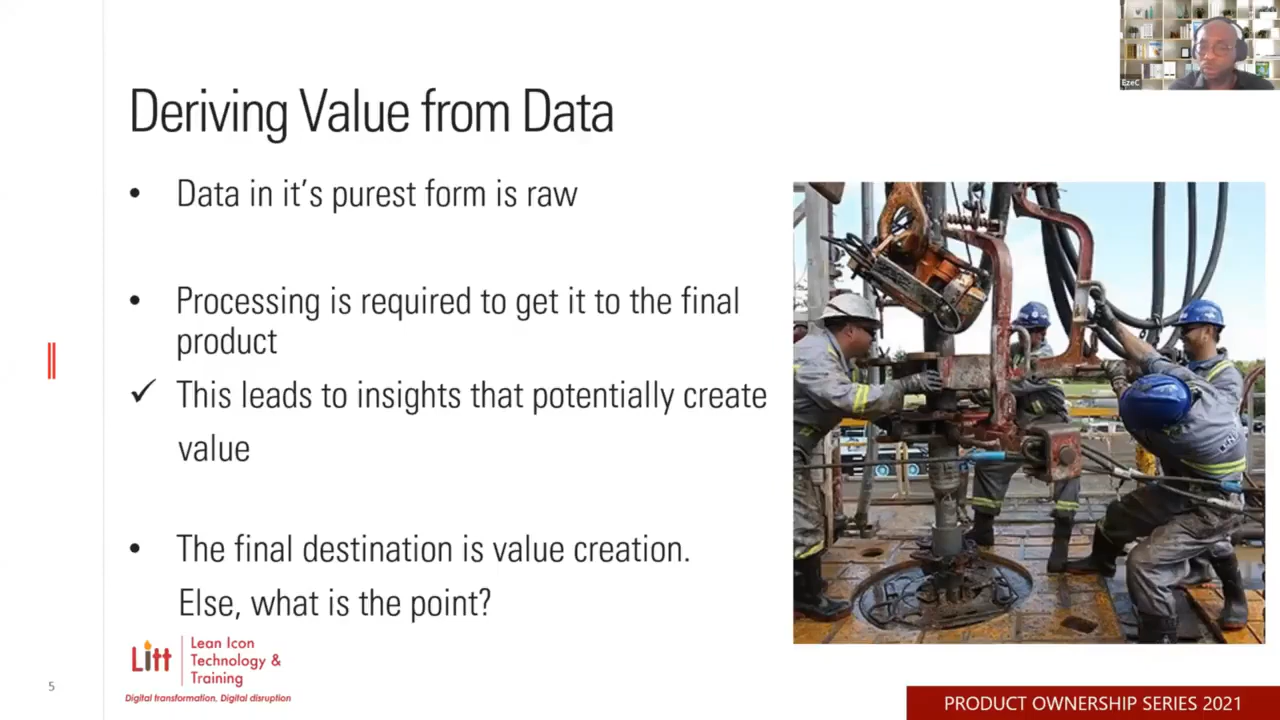 EzeC
Deriving Value from Data
• Data in it’s purest form is raw
• Processing is required to get it to the final
product
✓ This leads to insights that potentially create
value
• The final destination is value creation.
Else, what is the point?
Litt
Lean Icon
Technology &
Training
Digital transformation, Digital disruption
5
PRODUCT OWNERSHIP SERIES 2021